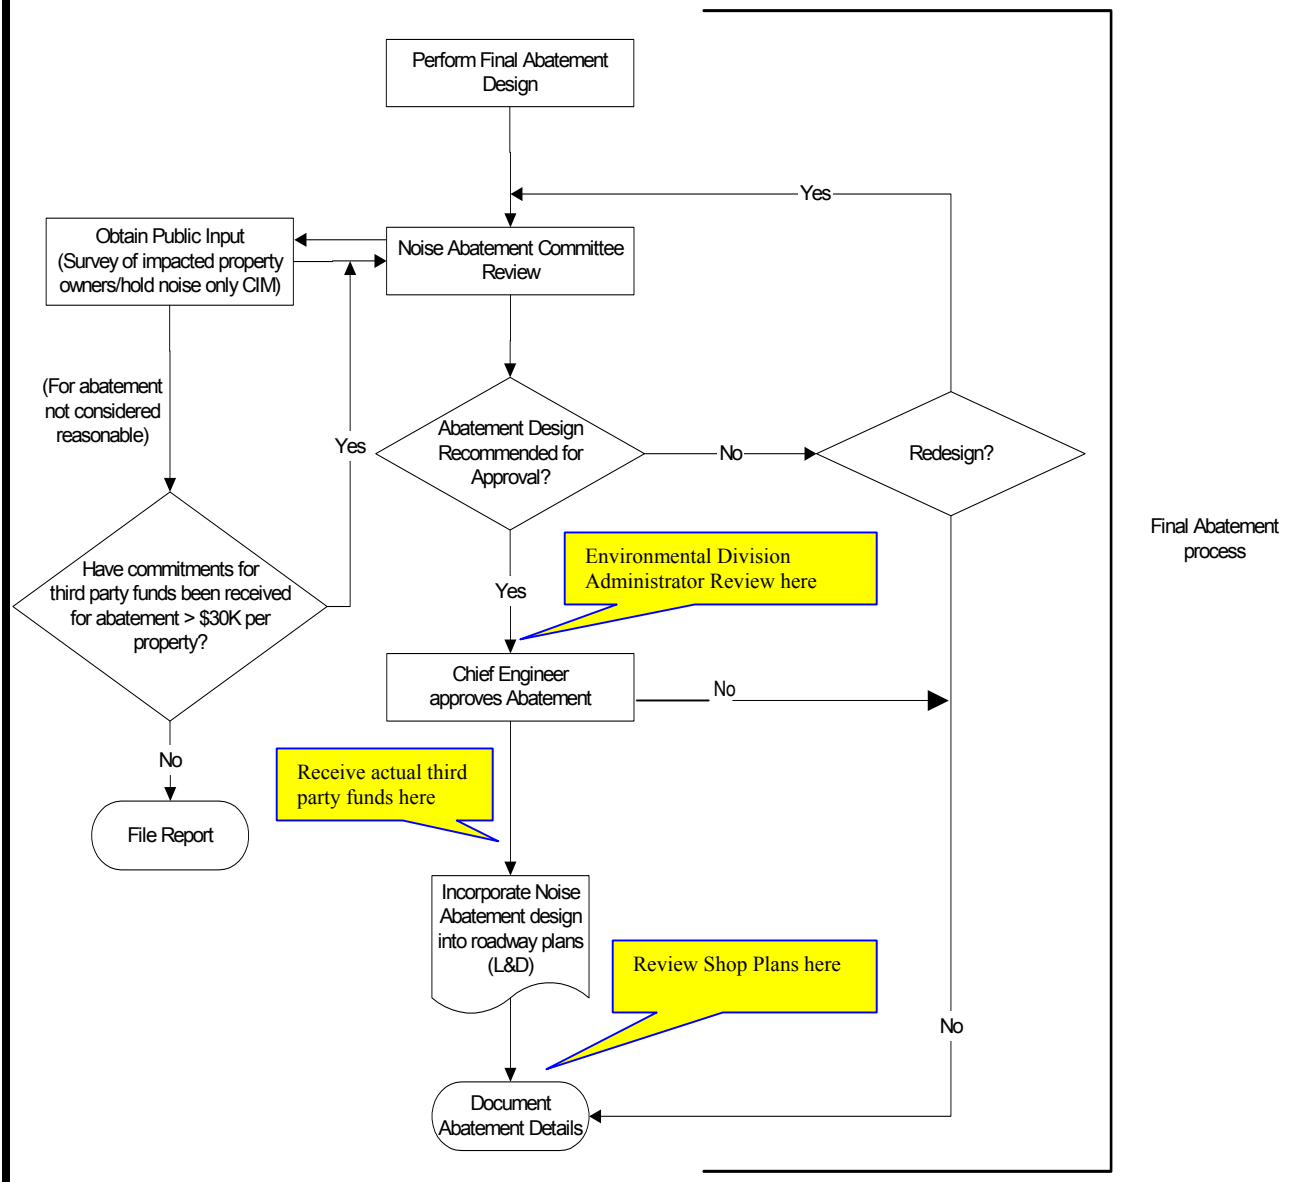 Perform Final Abatement
Design
Yes
Obtain Public Input
(Survey of impacted property
owners/hold noise only CIM)
Noise Abatement Committee
Review
(For abatement
not considered
reasonable)
Yes
Abatement Design
Recommended for
Approval?
No
Redesign?
Final Abatement
process
Have commitments for
third party funds been received
for abatement > $30K per
property?
Yes
Environmental Division
Administrator Review here
Chief Engineer
approves Abatement
No
No
Receive actual third
party funds here
File Report
Incorporate Noise
Abatement design
into roadway plans
(L&D)
Review Shop Plans here
No
Document
Abatement Details